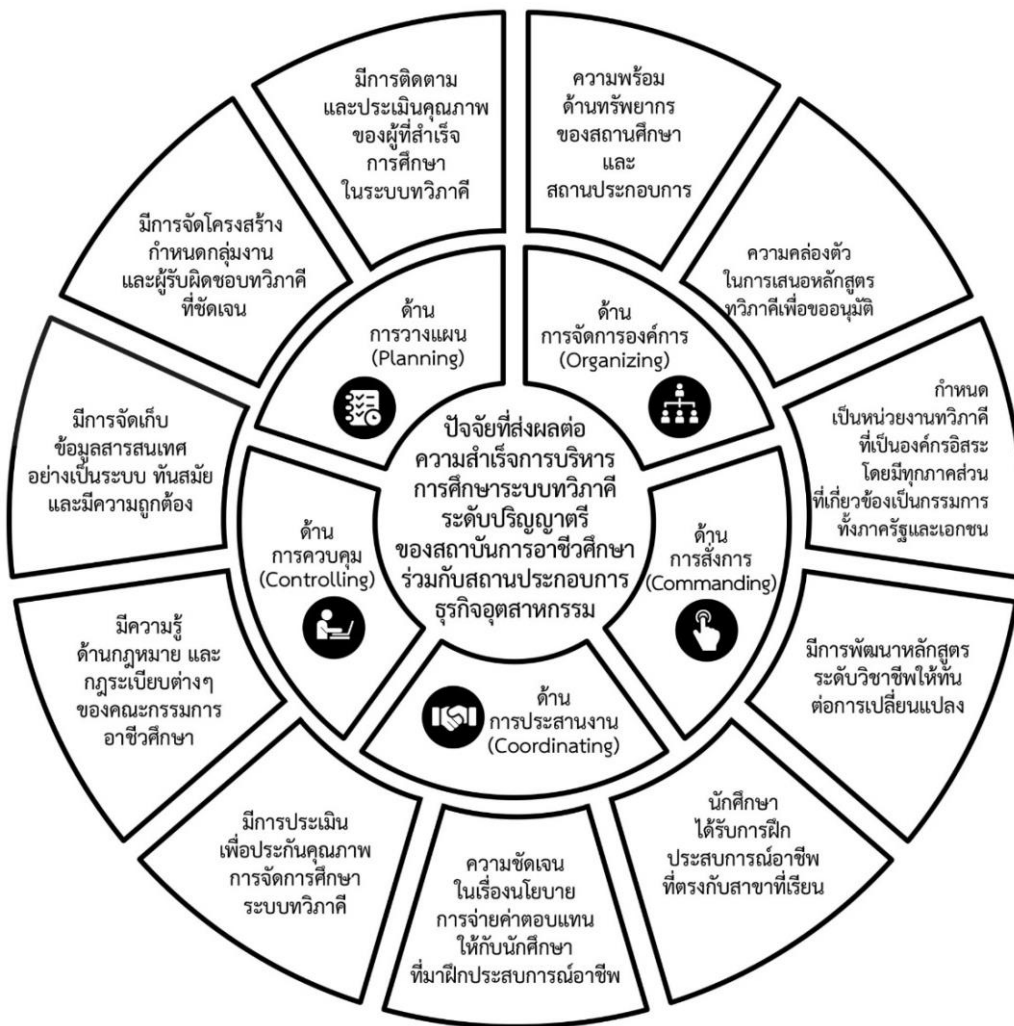 มีการติดตาม
และประเมินคุณภาพ
ของผู้ที่สำเร็จ
การศึกษา
ในระบบทวิภาคี
ความพร้อม
ด้านทรัพยากร
ของสถานศึกษา
และ
สถานประกอบการ
ความคล่องตัว
ในการเสนอหลักสูตร
ทวิภาคีเพื่อขออนุมัติ
กำหนด
เป็นหน่วยงานทวิภาคี
ที่เป็นองค์กรอิสระ
โดยมีทุกภาคส่วน
ที่เกี่ยวข้องเป็นกรรมการ
ทั้งภาครัฐและเอกชน
มีการพัฒนาหลักสูตร
ระดับวิชาชีพให้ทัน
ต่อการเปลี่ยนแปลง
นักศึกษา
ได้รับการฝึก
ประสบการณ์อาชีพ
ที่ตรงกับสาขาที่เรียน
ความชัดเจน
ในเรื่องนโยบาย
การจ่ายค่าตอบแทน
ให้กับนักศึกษา
ที่มาฝึกประสบการณ์อาชีพ
มีการประเมิน
เพื่อประกันคุณภาพ
การจัดการศึกษา
ระบบทวิภาคี
มีความรู้
ด้านกฎหมาย และ
กฎระเบียบต่างๆ
ของคณะกรรมการ
อาชีวศึกษา
มีการจัดเก็บ
ข้อมูลสารสนเทศ
อย่างเป็นระบบ ทันสมัย
และมีความถูกต้อง
มีการจัดโครงสร้าง
กำหนดกลุ่มงาน
และผู้รับผิดชอบทวิภาคี
ที่ชัดเจน
ด้าน
การวางแผน
(Planning)
ด้าน
การจัดการองค์การ
(Organizing)
ด้าน
การสั่งการ
(Commanding)
ด้าน
การประสานงาน
(Coordinating)
ด้าน
การควบคุม
(Controlling)
ปัจจัยที่ส่งผลต่อ
ความสำเร็จการบริหาร
การศึกษาระบบทวิภาคี
ระดับปริญญาตรี
ของสถาบันการอาชีวศึกษา
ร่วมกับสถานประกอบการ
ธุรกิจอุตสาหกรรม